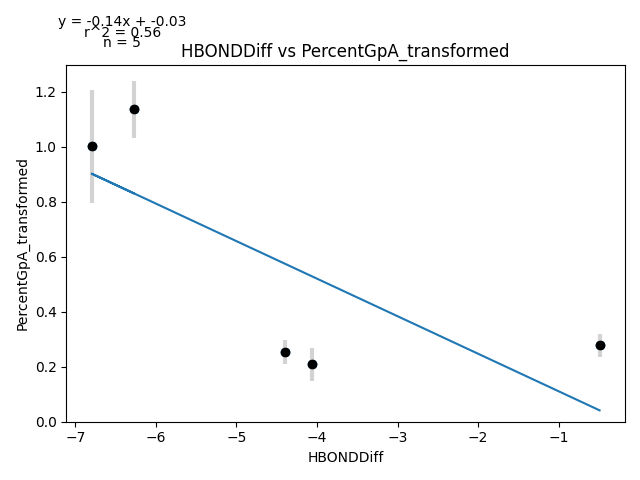 y = -0.14x + -0.03
r^2 = 0.56
n = 5
HBONDDiff vs PercentGpA_transformed
PercentGpA_transformed
1.2
1.0
0.8
0.6
0.4
0.2
0.0
−7 −6 −5 −4 −3 −2 −1
HBONDDiff